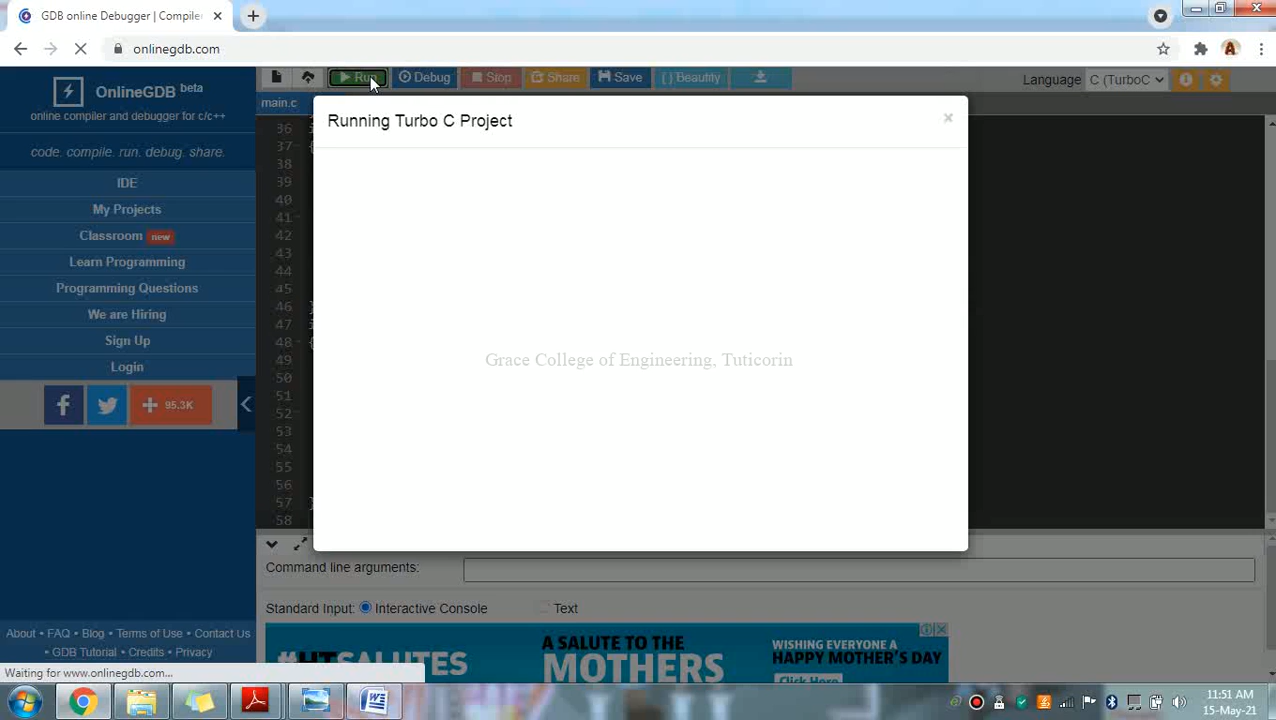 GDB online Debugger | Compiler
onlinegdb.com
Run
Debug
Stop
Share
Save
{ } Beautify
Language
C (TurboC
OnlineGDB beta
online compiler and debugger for c/c++
code. compile. run. debug. share.
IDE
My Projects
Classroom new
Learn Programming
Programming Questions
We are Hiring
Sign Up
Login
95.3K
main.c
36
37
38
39
40
41
42
43
44
45
46
47
48
49
50
51
52
53
54
55
56
57
58
Running Turbo C Project
×
Grace College of Engineering, Tuticorin
Command line arguments:
Standard Input: Interactive Console Text
#HTSALUTES
A SALUTE TO THE
MOTHERS
WISHING EVERYONE A
HAPPY MOTHER'S DAY
Click Here
About • FAQ • Blog • Terms of Use • Contact Us
• GDB Tutorial • Credits • Privacy
Waiting for www.onlinegdb.com...
11:51 AM
15-May-21